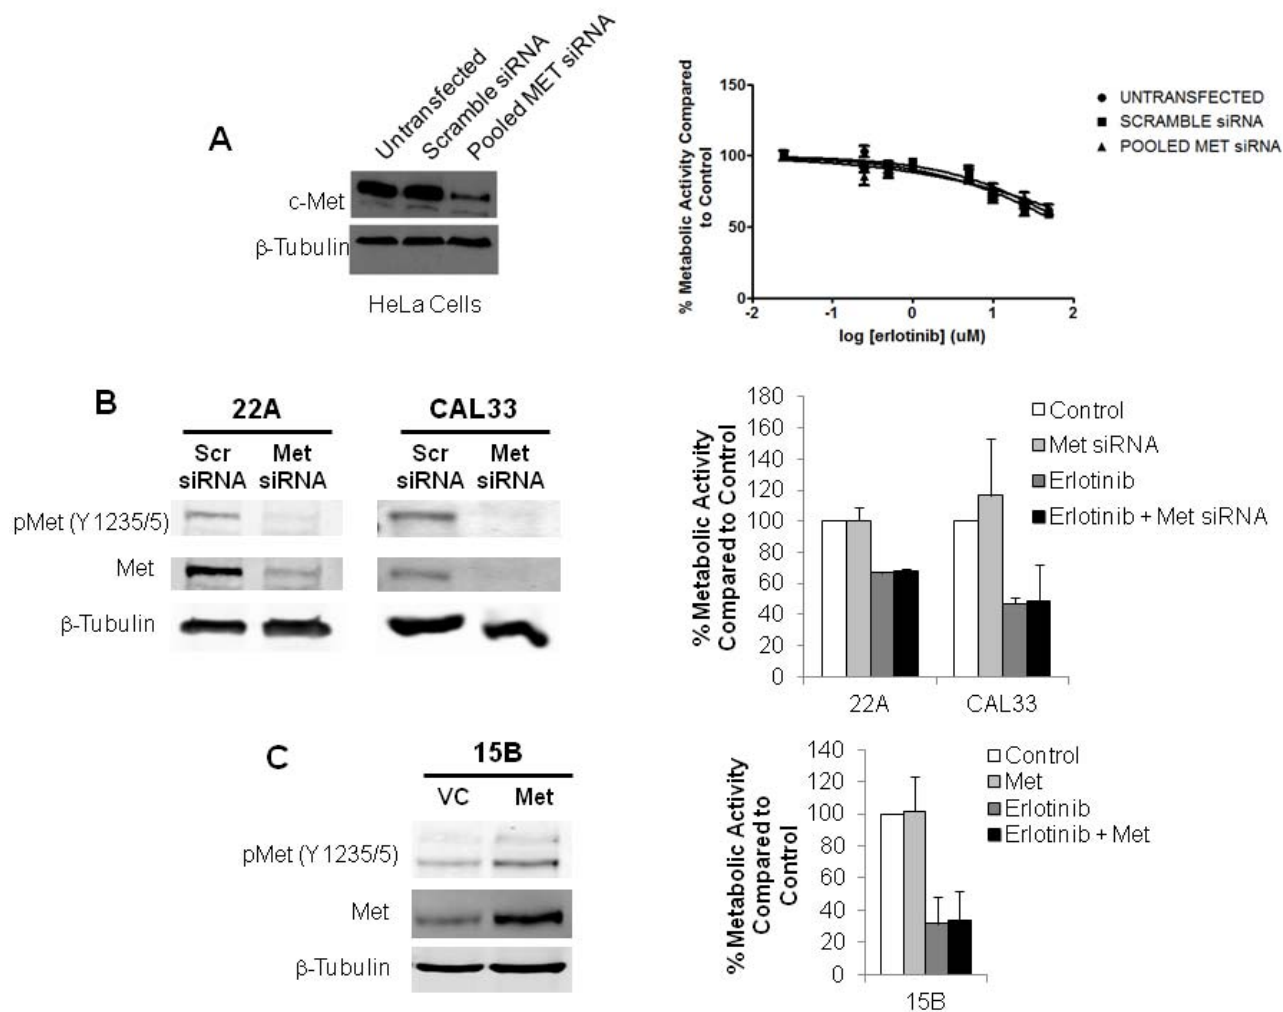 A
Untransfected
Scramble siRNA
Pooled MET siRNA
c-Met
β-Tubulin
HeLa Cells
% Metabolic Activity Compared
to Control
150
100
50
0
-2
-1
0
1
2
log [erlotinib] (uM)
UNTRANSFECTED
SCRAMBLE siRNA
POOLED MET siRNA
B
22A
CAL33
Scr
siRNA
Met
siRNA
Scr
siRNA
Met
siRNA
pMet (Y1235/5)
Met
β-Tubulin
% Metabolic Activity
Compared to Control
180
160
140
120
100
80
60
40
20
0
22A
CAL33
Control
Met siRNA
Erlotinib
Erlotinib + Met siRNA
C
15B
VC
Met
pMet (Y1235/5)
Met
β-Tubulin
% Metabolic Activity
Compared to
Control
140
120
100
80
60
40
20
0
15B
Control
Met
Erlotinib
Erlotinib + Met